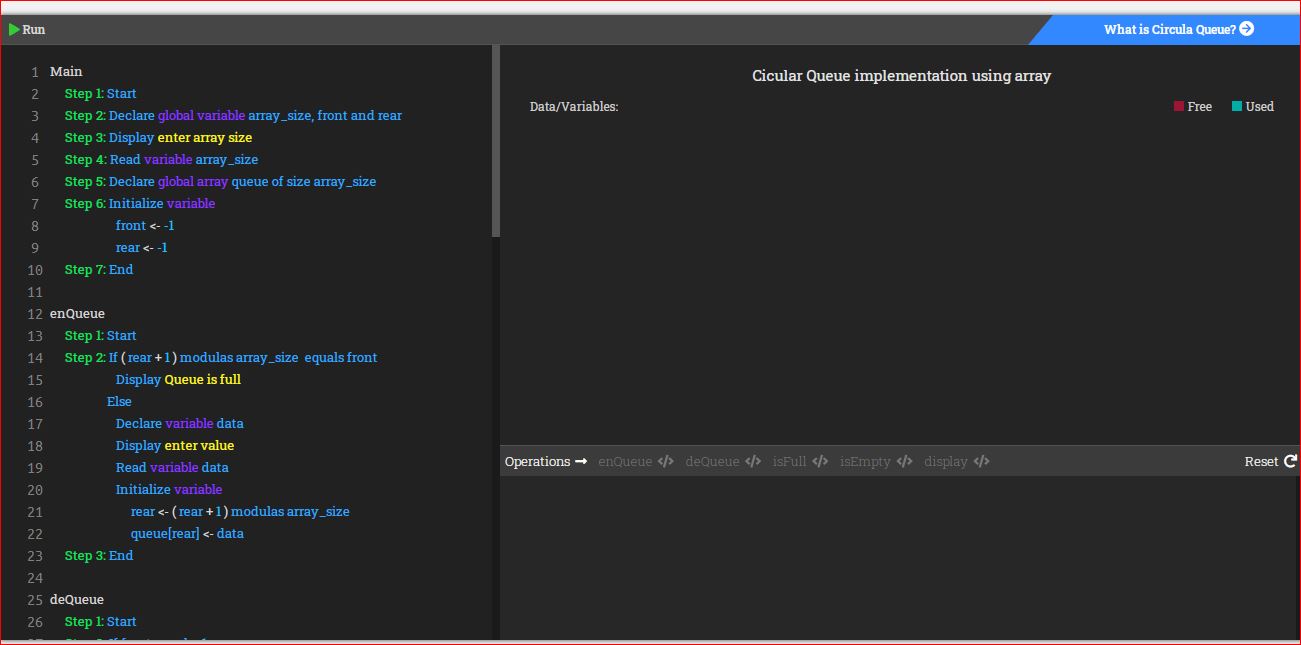 Run
What is Circula Queue?
1 Main
2 Step 1: Start
3 Step 2: Declare global variable array_size, front and rear
4 Step 3: Display enter array size
5 Step 4: Read variable array_size
6 Step 5: Declare global array queue of size array_size
7 Step 6: Initialize variable
8 front <- -1
9 rear <- -1
10 Step 7: End
11
12 enQueue
13 Step 1: Start
14 Step 2: If ( rear + 1 ) modulas array_size equals front
15 Display Queue is full
16 Else
17 Declare variable data
18 Display enter value
19 Read variable data
20 Initialize variable
21 rear <- ( rear + 1 ) modulas array_size
22 queue[rear] <- data
23 Step 3: End
24
25 deQueue
26 Step 1: Start
Cicular Queue implementation using array
Data/Variables:
Free Used
Operations → enQueue </> deQueue </> isFull </> isEmpty </> display </>
Reset